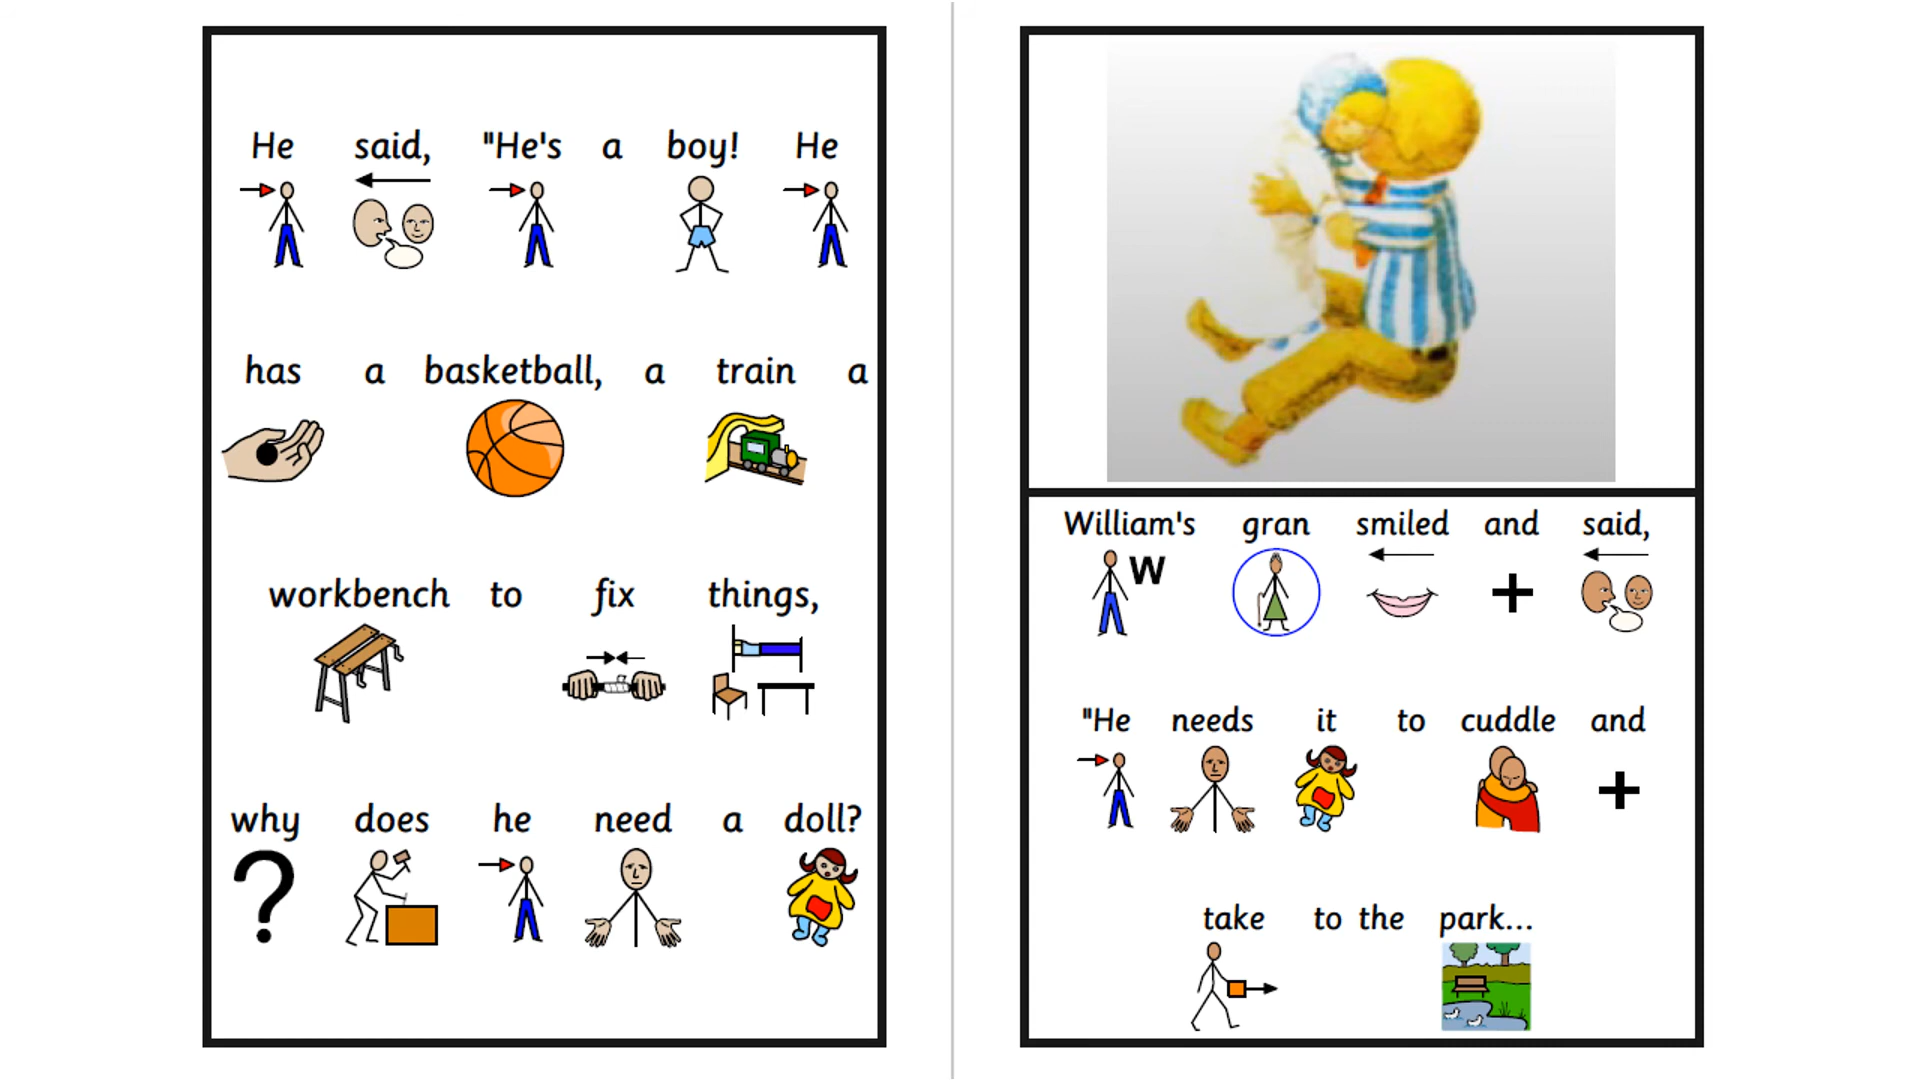 He said, "He's a boy! He
has a basketball, a train a
workbench to fix things,
why does he need a doll?
William's gran smiled and said,
W
"He needs it to cuddle and
take to the park...